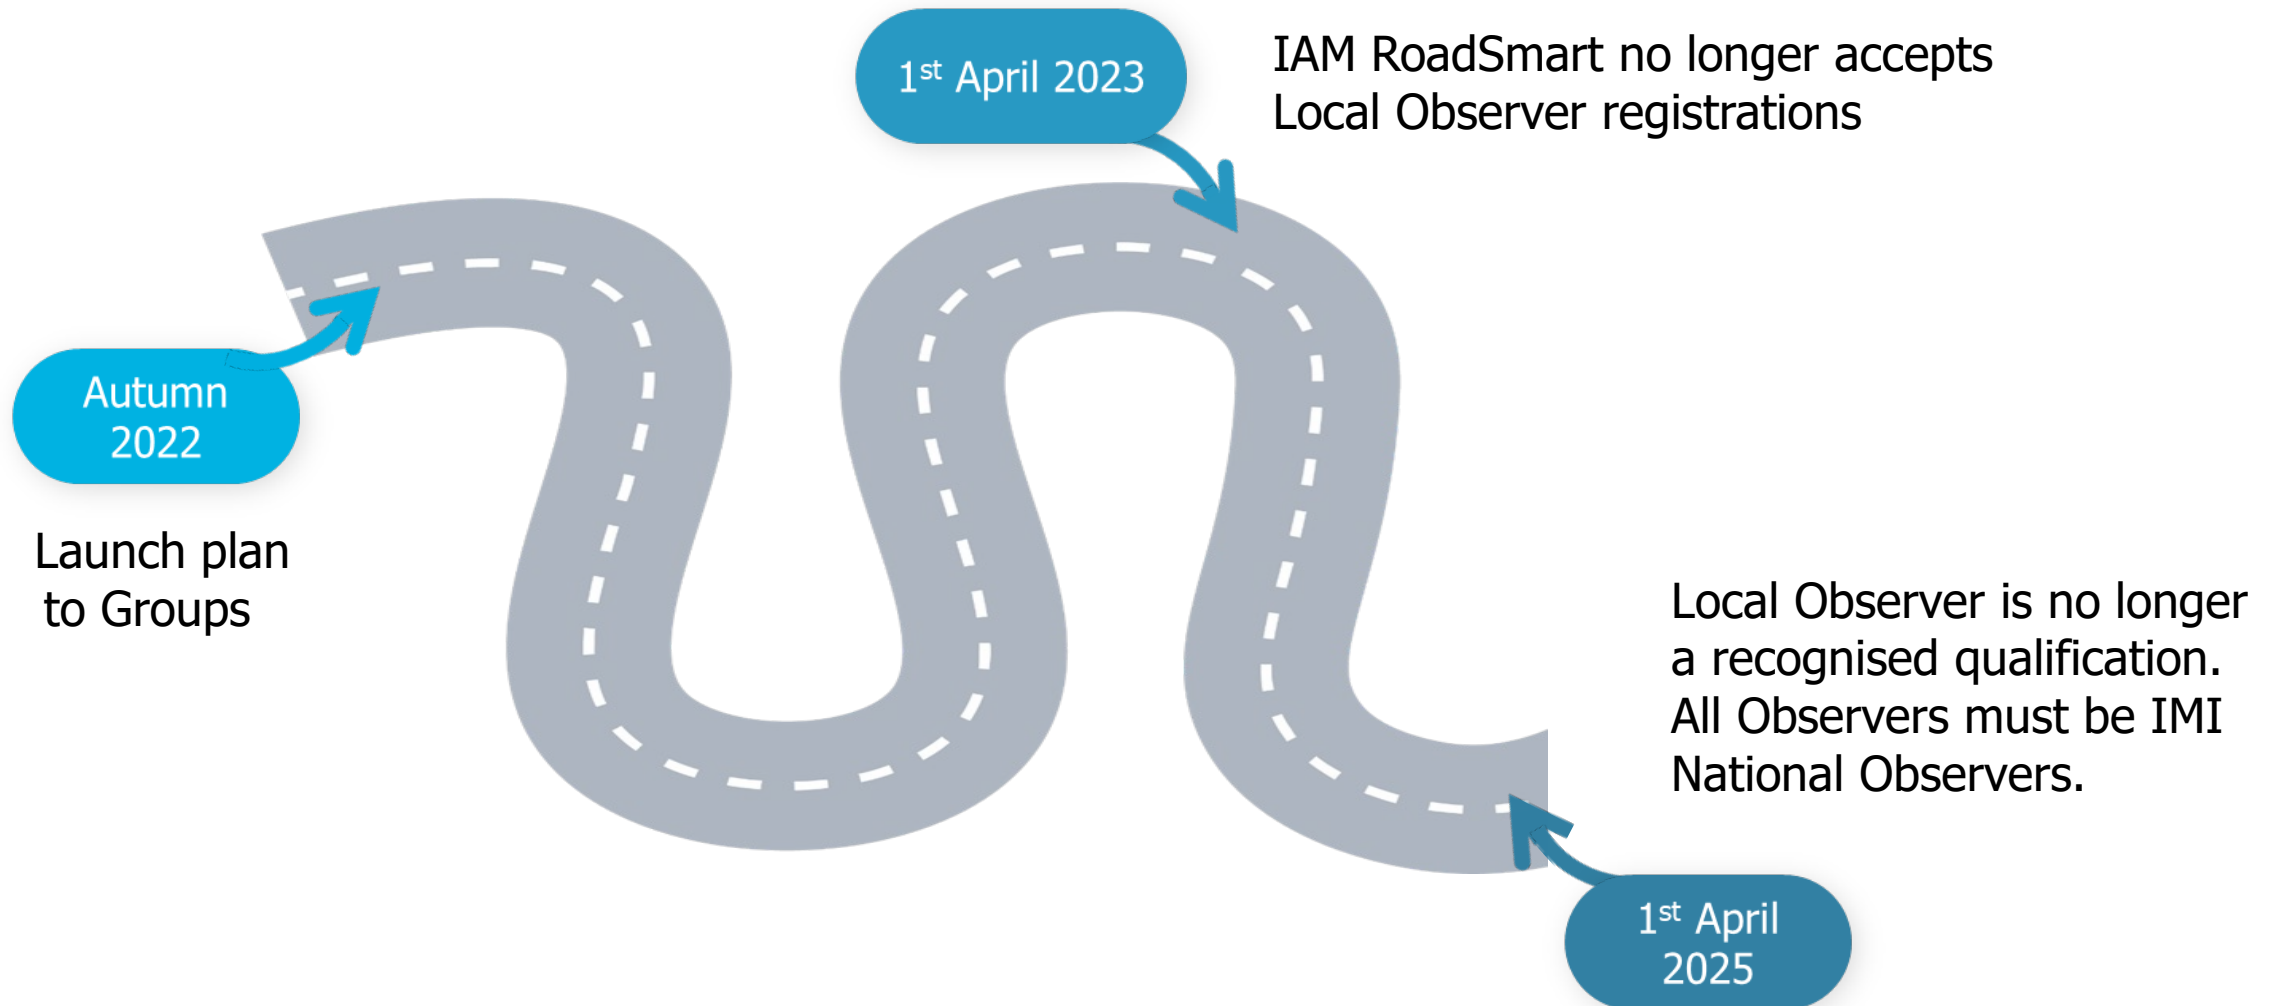 1st April 2023
IAM RoadSmart no longer accepts
Local Observer registrations
Autumn
2022
Launch plan
to Groups
Local Observer is no longer
a recognised qualification.
All Observers must be IMI
National Observers.
1st April
2025